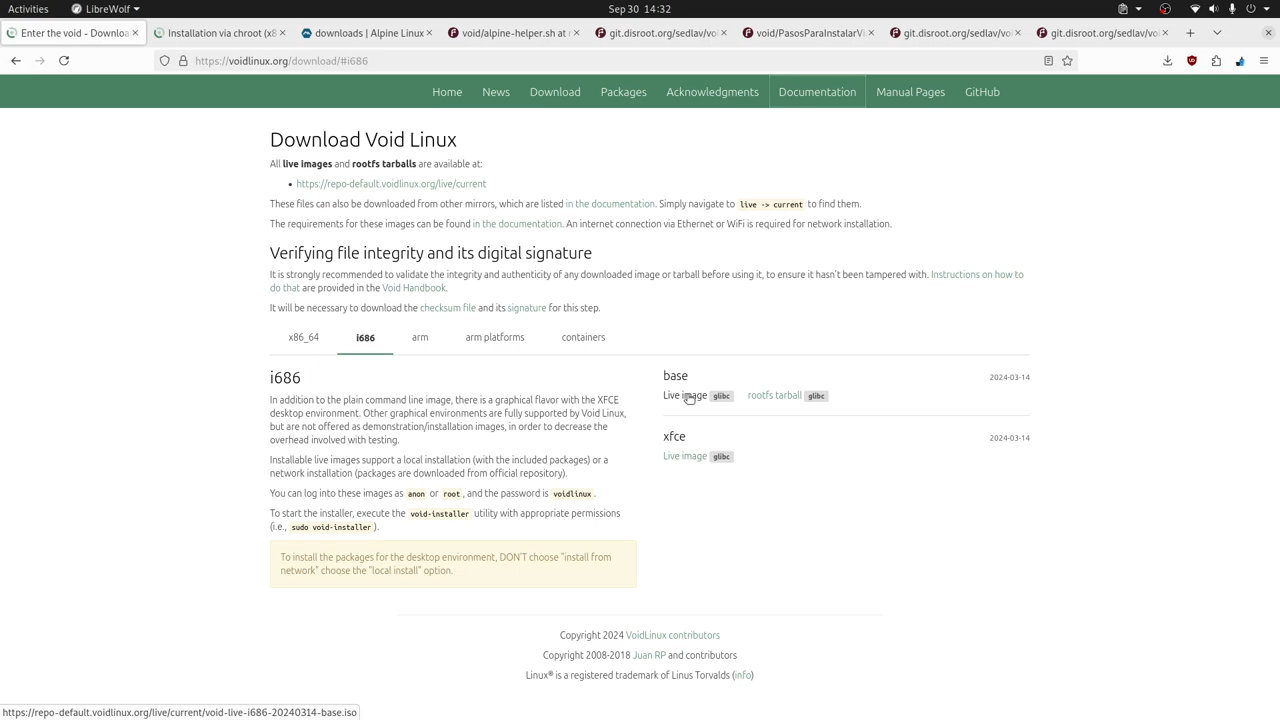 Activities
LibreWolf
Sep 30 14:32
Enter the void - Downloa
Installation via chroot (x8
downloads | Alpine Linux
void/alpine-helper.sh at
git.disroot.org/sedlav/vo
void/PasosParaInstalarVi
git.disroot.org/sedlav/vo
git.disroot.org/sedlav/vo
https://voidlinux.org/download/#i686
Home
News
Download
Packages
Acknowledgments
Documentation
Manual Pages
GitHub
Download Void Linux
All live images and rootfs tarballs are available at:
https://repo-default.voidlinux.org/live/current
These files can also be downloaded from other mirrors, which are listed in the documentation. Simply navigate to live -> current to find them.
The requirements for these images can be found in the documentation. An internet connection via Ethernet or WiFi is required for network installation.
Verifying file integrity and its digital signature
It is strongly recommended to validate the integrity and authenticity of any downloaded image or tarball before using it, to ensure it hasn't been tampered with. Instructions on how to
do that are provided in the Void Handbook.
It will be necessary to download the checksum file and its signature for this step.
x86_64
i686
arm
arm platforms
containers
i686
In addition to the plain command line image, there is a graphical flavor with the XFCE
desktop environment. Other graphical environments are fully supported by Void Linux,
but are not offered as demonstration/installation images, in order to decrease the
overhead involved with testing.
Installable live images support a local installation (with the included packages) or a
network installation (packages are downloaded from official repository).
You can log into these images as anon or root, and the password is voidlinux.
To start the installer, execute the void-installer utility with appropriate permissions
(i.e., sudo void-installer).
To install the packages for the desktop environment, DON'T choose "install from
network" choose the "local install" option.
base
2024-03-14
Live image glibc
rootfs tarball glibc
xfce
2024-03-14
Live image glibc
Copyright 2024 VoidLinux contributors
Copyright 2008-2018 Juan RP and contributors
Linux® is a registered trademark of Linus Torvalds (info)
https://repo-default.voidlinux.org/live/current/void-live-i686-20240314-base.iso